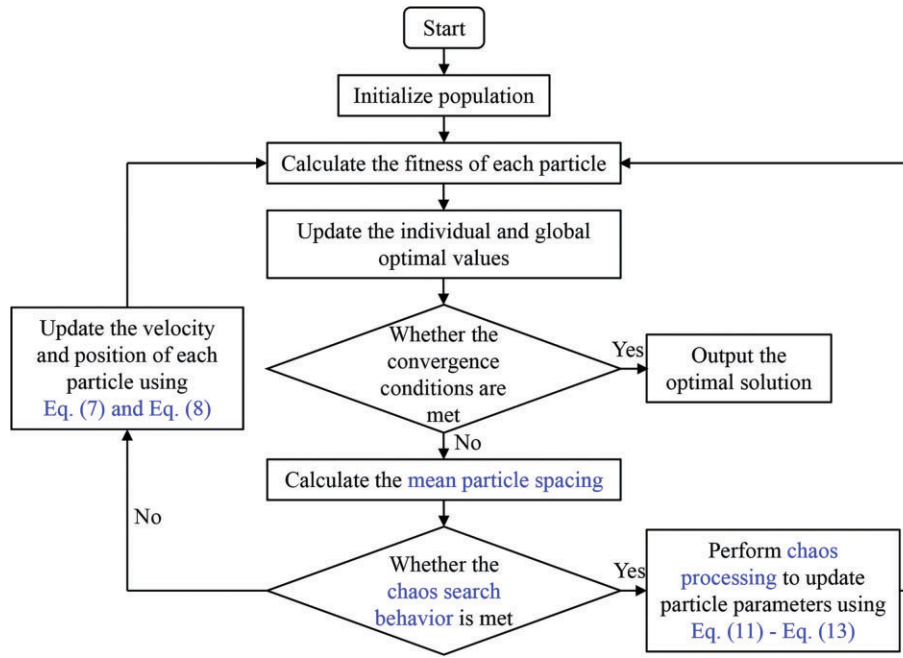 Start
Initialize population
Calculate the fitness of each particle
Update the individual and global
optimal values
Whether the
convergence
conditions are
met
Yes
Output the
optimal solution
No
Update the velocity
and position of each
particle using
Eq. (7) and Eq. (8)
Calculate the mean particle spacing
No
Whether the
chaos search
behavior is met
Yes
Perform chaos
processing to update
particle parameters using
Eq. (11) - Eq. (13)